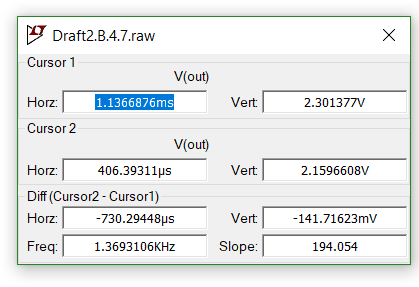 Draft2.B.4.7.raw
Cursor 1
V(out)
Horz: 1.1366876ms Vert: 2.301377V
Cursor 2
V(out)
Horz: 406.39311µs Vert: 2.1596608V
Diff (Cursor2 - Cursor1)
Horz: -730.29448µs Vert: -141.71623mV
Freq: 1.3693106KHz Slope: 194.054